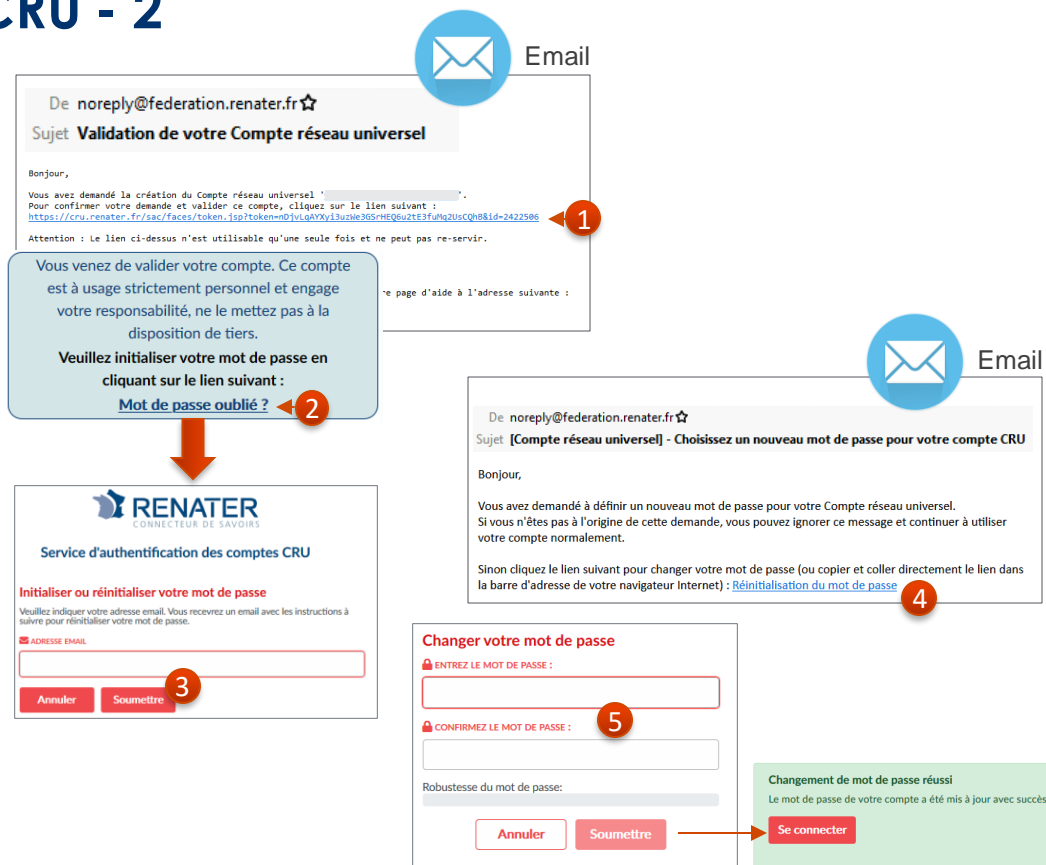 CRU - 2
Email
De noreply@federation.renater.fr
Sujet Validation de votre Compte réseau universel
Bonjour,
Vous avez demandé la création du Compte réseau universel ' '.
Pour confirmer votre demande et valider ce compte, cliquez sur le lien suivant :
https://cru.renater.fr/sac/faces/token.jsp?token=nDjvLqAYXyi3uzWe3GSrHEQ6u2tE3fuMq2UsCQh8&id=2422506
1
Attention : Le lien ci-dessus n'est utilisable qu'une seule fois et ne peut pas re-servir.
page d'aide à l'adresse suivante :
Vous venez de valider votre compte. Ce compte
est à usage strictement personnel et engage
votre responsabilité, ne le mettez pas à la
disposition de tiers.
Veuillez initialiser votre mot de passe en
cliquant sur le lien suivant :
Mot de passe oublié ?
2
RENATER
CONNECTEUR DE SAVOIRS
Service d'authentification des comptes CRU
Initialiser ou réinitialiser votre mot de passe
Veuillez indiquer votre adresse email. Vous recevrez un email avec les instructions à
suivre pour réinitialiser votre mot de passe.
ADRESSE EMAIL
Annuler
Soumettre
3
Email
De noreply@federation.renater.fr
Sujet [Compte réseau universel] - Choisissez un nouveau mot de passe pour votre compte CRU
Bonjour,
Vous avez demandé à définir un nouveau mot de passe pour votre Compte réseau universel.
Si vous n'êtes pas à l'origine de cette demande, vous pouvez ignorer ce message et continuer à utiliser
votre compte normalement.
Sinon cliquez le lien suivant pour changer votre mot de passe (ou copier et coller directement le lien dans
la barre d'adresse de votre navigateur Internet) : Réinitialisation du mot de passe
4
Changer votre mot de passe
ENTREZ LE MOT DE PASSE :
CONFIRMEZ LE MOT DE PASSE :
5
Robustesse du mot de passe:
Annuler
Soumettre
Changement de mot de passe réussi
Le mot de passe de votre compte a été mis à jour avec succès
Se connecter